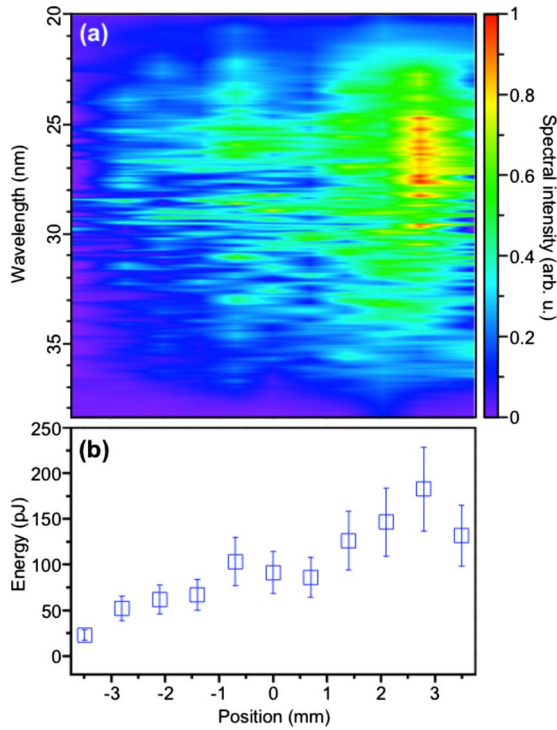 (a)
Wavelength (nm)
20
25
30
35
1
0.8
0.6
0.4
0.2
0
Spectral intensity (arb. u.)
(b)
Energy (pJ)
250
200
150
100
50
0
-3 -2 -1 0 1 2 3
Position (mm)